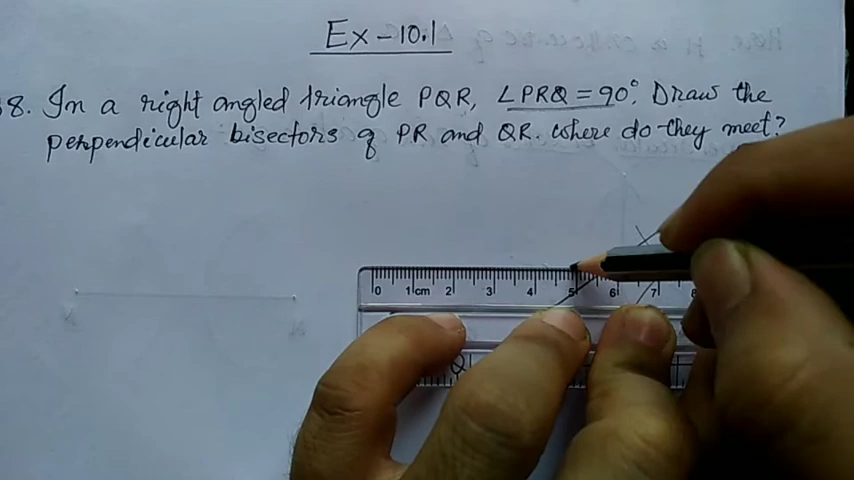 Ex-10.1
8. In a right angled triangle PQR, ∠PRQ = 90°. Draw the
perpendicular bisectors of PR and QR. where do they meet?
0 1cm 2 3 4 5 6 7 8
Q